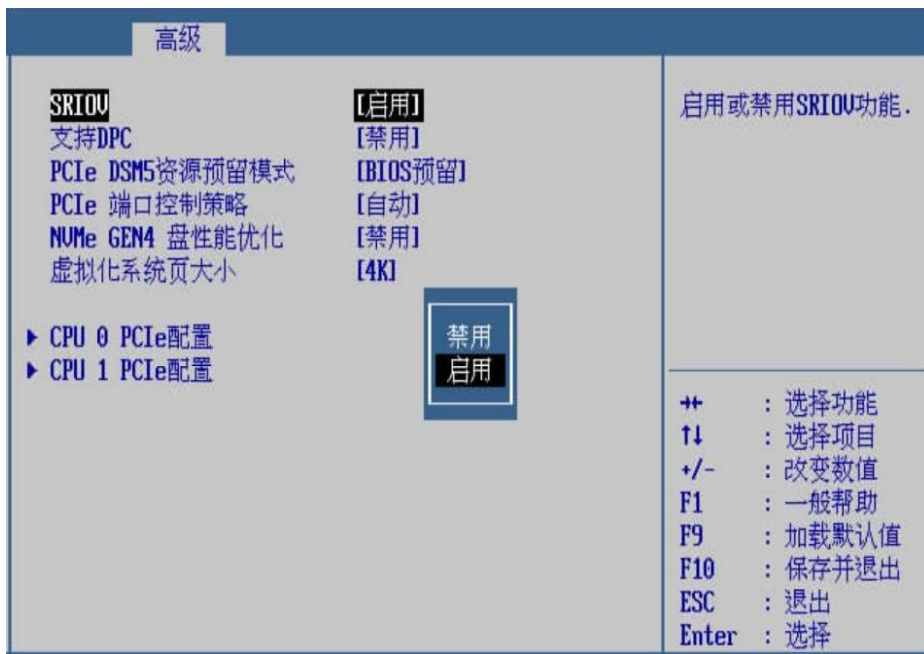 高级
SRIOV [启用]
支持DPC [禁用]
PCIe DSM5资源预留模式 [BIOS预留]
PCIe 端口控制策略 [自动]
NVMe GEN4 盘性能优化 [禁用]
虚拟化系统页大小 [4K]
▶ CPU 0 PCIe配置
▶ CPU 1 PCIe配置
禁用
启用
启用或禁用SRIOV功能.
→← : 选择功能
↑↓ : 选择项目
+/- : 改变数值
F1 : 一般帮助
F9 : 加载默认值
F10 : 保存并退出
ESC : 退出
Enter : 选择